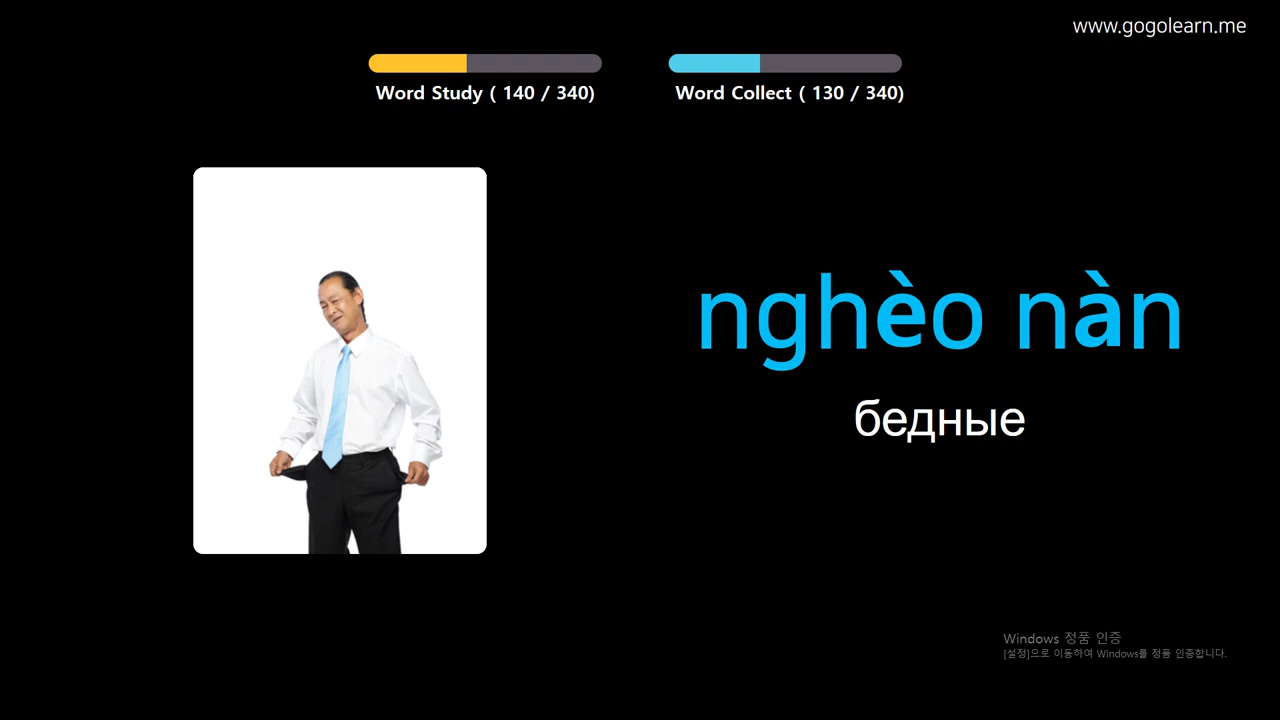 www.gogolearn.me
Word Study ( 140 / 340)
Word Collect ( 130 / 340)
nghèo nàn
бедные
Windows 정품 인증
[설정]으로 이동하여 Windows를 정품 인증합니다.